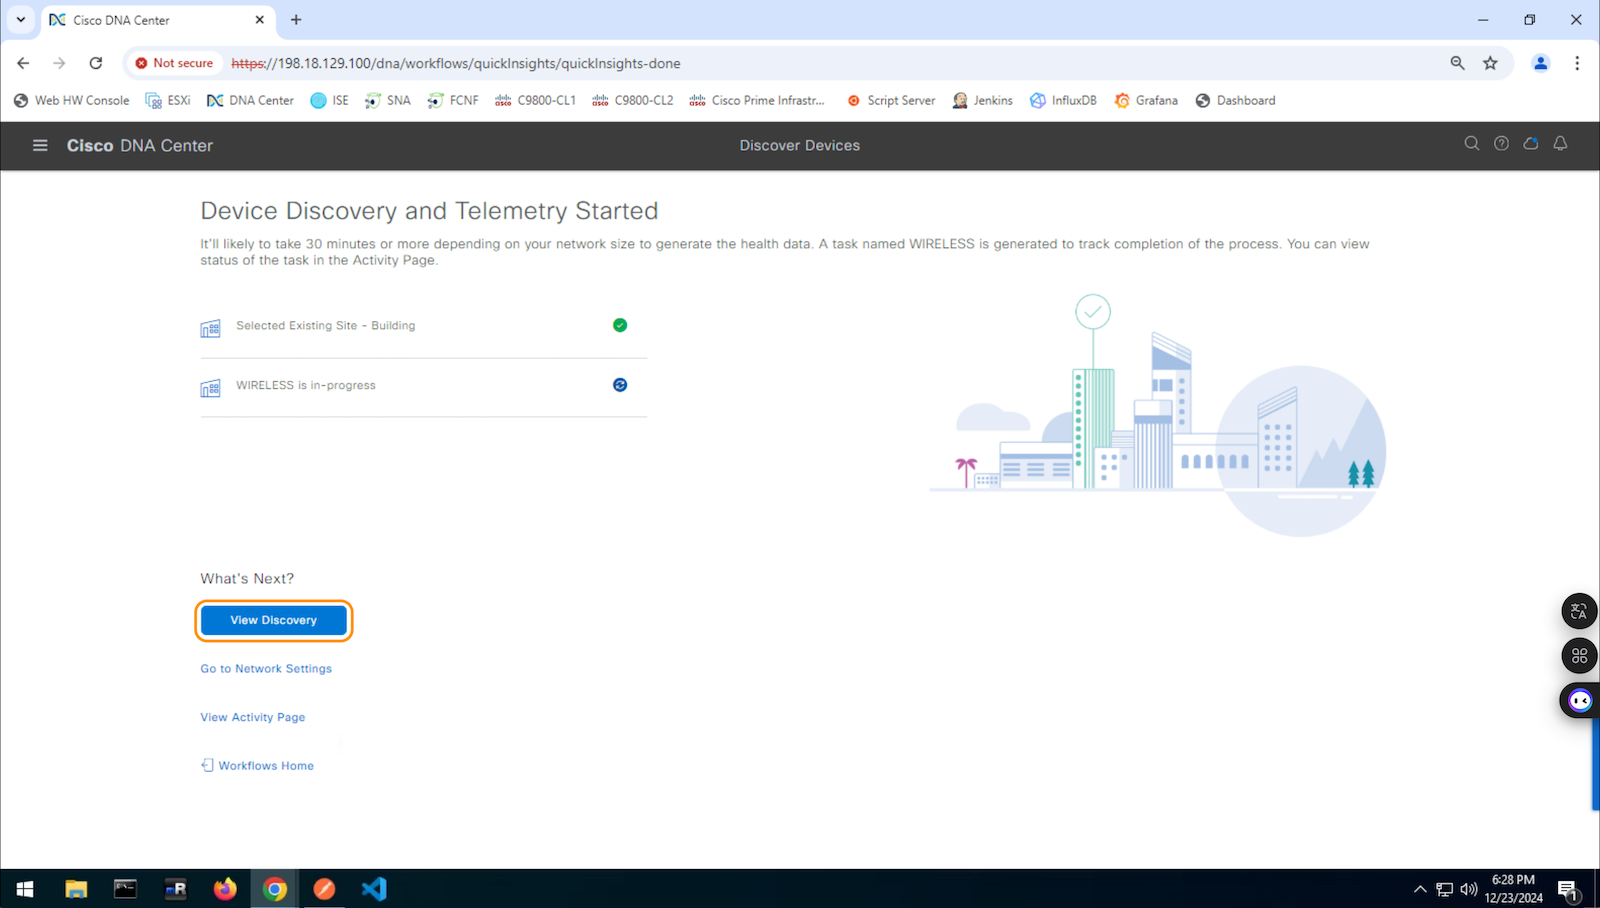 Cisco DNA Center
Not secure
https://198.18.129.100/dna/workflows/quickInsights/quickInsights-done
Web HW Console
ESXi
DNA Center
ISE
SNA
FCNF
cisco C9800-CL1
cisco C9800-CL2
cisco Cisco Prime Infrastr...
Script Server
Jenkins
InfluxDB
Grafana
Dashboard
Cisco DNA Center
Discover Devices
Device Discovery and Telemetry Started
It'll likely to take 30 minutes or more depending on your network size to generate the health data. A task named WIRELESS is generated to track completion of the process. You can view
status of the task in the Activity Page.
Selected Existing Site - Building
WIRELESS is in-progress
What's Next?
View Discovery
Go to Network Settings
View Activity Page
Workflows Home
6:28 PM
12/23/2024
1